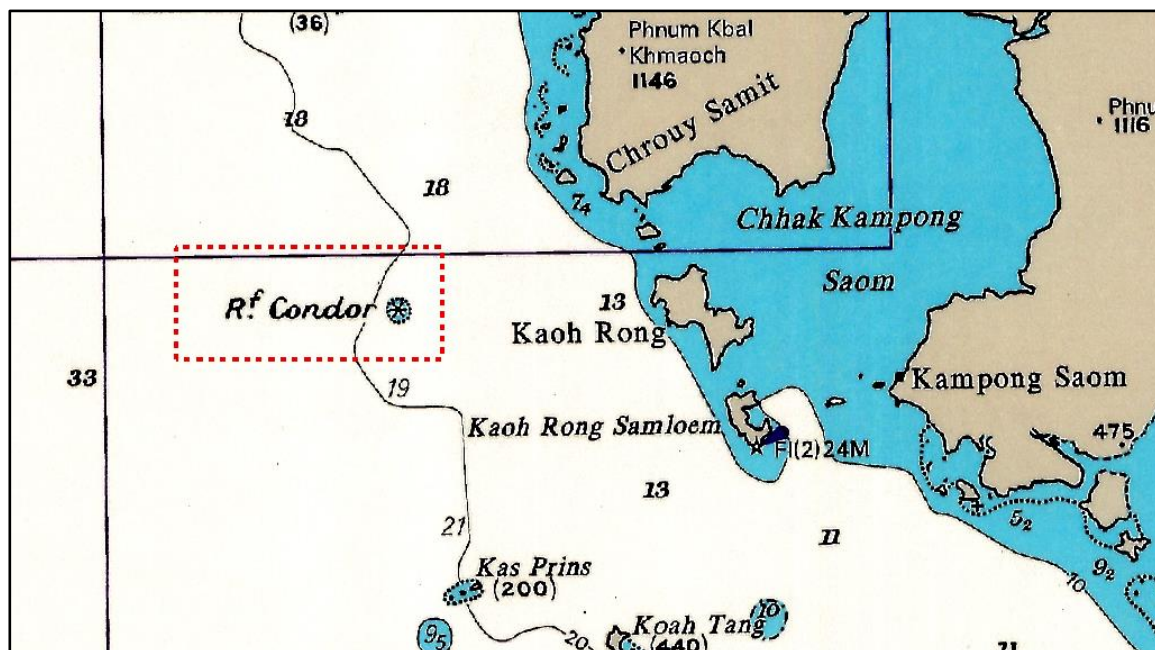 (36)
Phnum Kbal
Khmaoch
1146
Phnu
1116
18
Chrouy Samit
18
7₄
Chhak Kampong
Saom
Rᶠ. Condor
13
Kaoh Rong
33
19
Kampong Saom
Kaoh Rong Samloem
475
Fl(2)24M
13
5₂
21
11
9₂
Kas Prins
(200)
10
10
Koah Tang
9₅
20
(440)
11